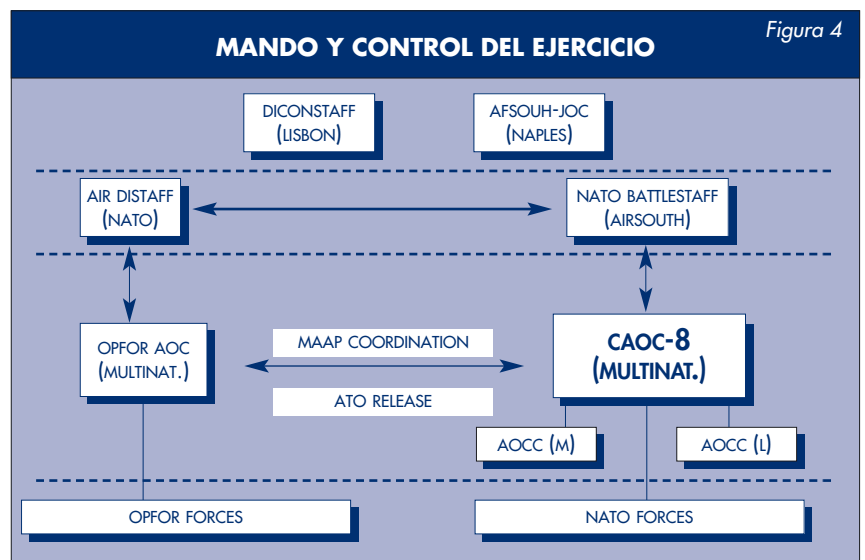 Figura 4
MANDO Y CONTROL DEL EJERCICIO
DICONSTAFF
(LISBON)
AFSOUH-JOC
(NAPLES)
AIR DISTAFF
(NATO)
NATO BATTLESTAFF
(AIRSOUTH)
OPFOR AOC
(MULTINAT.)
MAAP COORDINATION
ATO RELEASE
CAOC-8
(MULTINAT.)
AOCC (M)
AOCC (L)
OPFOR FORCES
NATO FORCES